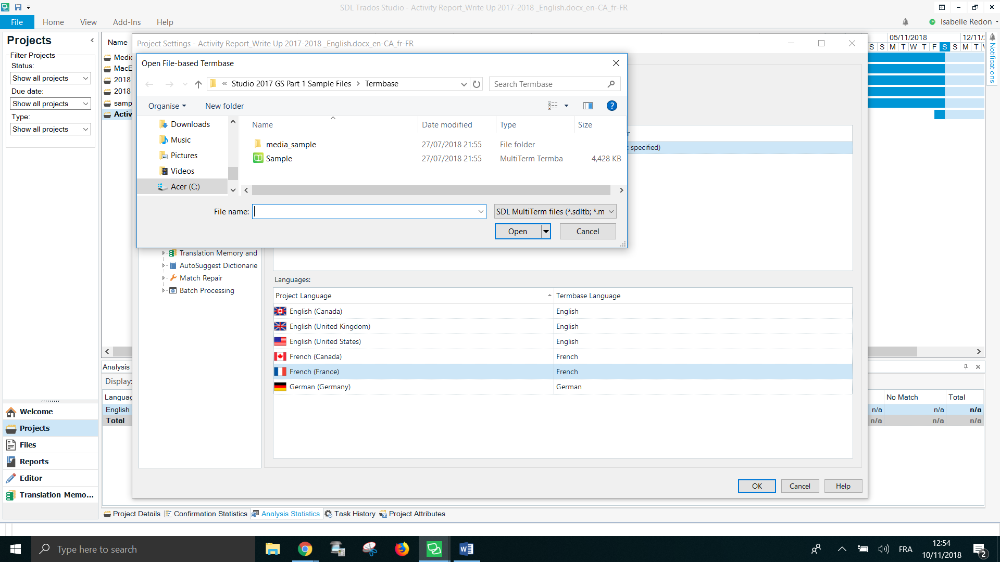 SDL Trados Studio - Activity Report_Write Up 2017-2018 _English.docx_en-CA_fr-FR
File
Home
View
Add-Ins
Help
Isabelle Redon
Projects
Filter Projects
Status:
Show all projects
Due date:
Show all projects
Type:
Show all projects
Name
Medic
MacE
2018
2018
samp
Activ
05/11/2018
12/11/2
S S M T W T F S S M T
Notifications
Project Settings - Activity Report_Write Up 2017-2018 _English.docx_en-CA_fr-FR
Open File-based Termbase
« Studio 2017 GS Part 1 Sample Files > Termbase
Search Termbase
Organise
New folder
Downloads
Music
Pictures
Videos
Acer (C:)
Name Date modified Type Size
media_sample 27/07/2018 21:55 File folder
Sample 27/07/2018 21:55 MultiTerm Termba 4,428 KB
File name:
SDL MultiTerm files (*.sdltb; *.m
Open
Cancel
r
specified)
Translation Memory and
AutoSuggest Dictionarie
Match Repair
Batch Processing
Languages:
Project Language Termbase Language
English (Canada) English
English (United Kingdom) English
English (United States) English
French (Canada) French
French (France) French
German (Germany) German
OK
Cancel
Help
Analysis
Display:
Languag
English
Total
No Match Total
n/a n/a n/a
n/a n/a n/a
Welcome
Projects
Files
Reports
Editor
Translation Memo...
Project Details
Confirmation Statistics
Analysis Statistics
Task History
Project Attributes
Type here to search
FRA
12:54
10/11/2018
2